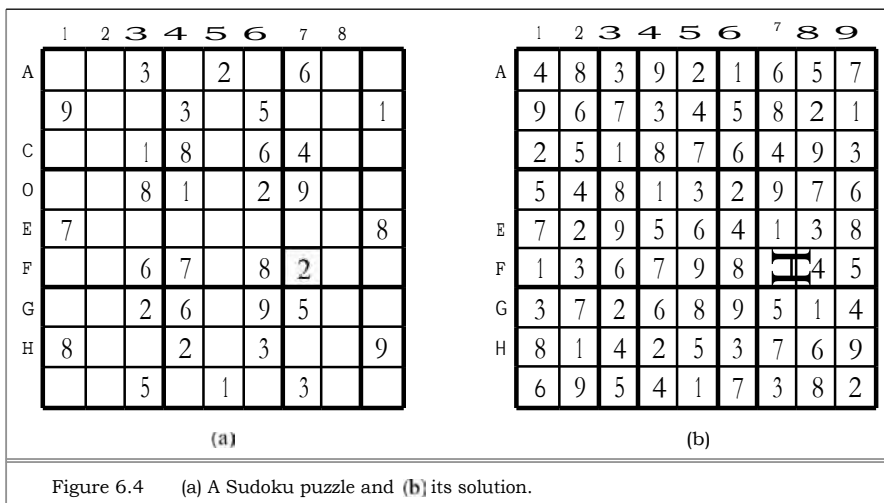 1 2 3 4 5 6 7 8
1 2 3 4 5 6 7 8 9
A 3 2 6
A 4 8 3 9 2 1 6 5 7
9 3 5 1
9 6 7 3 4 5 8 2 1
C 1 8 6 4
2 5 1 8 7 6 4 9 3
O 8 1 2 9
5 4 8 1 3 2 9 7 6
E 7 8
E 7 2 9 5 6 4 1 3 8
F 6 7 8 2
F 1 3 6 7 9 8 4 5
G 2 6 9 5
G 3 7 2 6 8 9 5 1 4
H 8 2 3 9
H 8 1 4 2 5 3 7 6 9
5 1 3
6 9 5 4 1 7 3 8 2
(a)
(b)
Figure 6.4 (a) A Sudoku puzzle and (b) its solution.